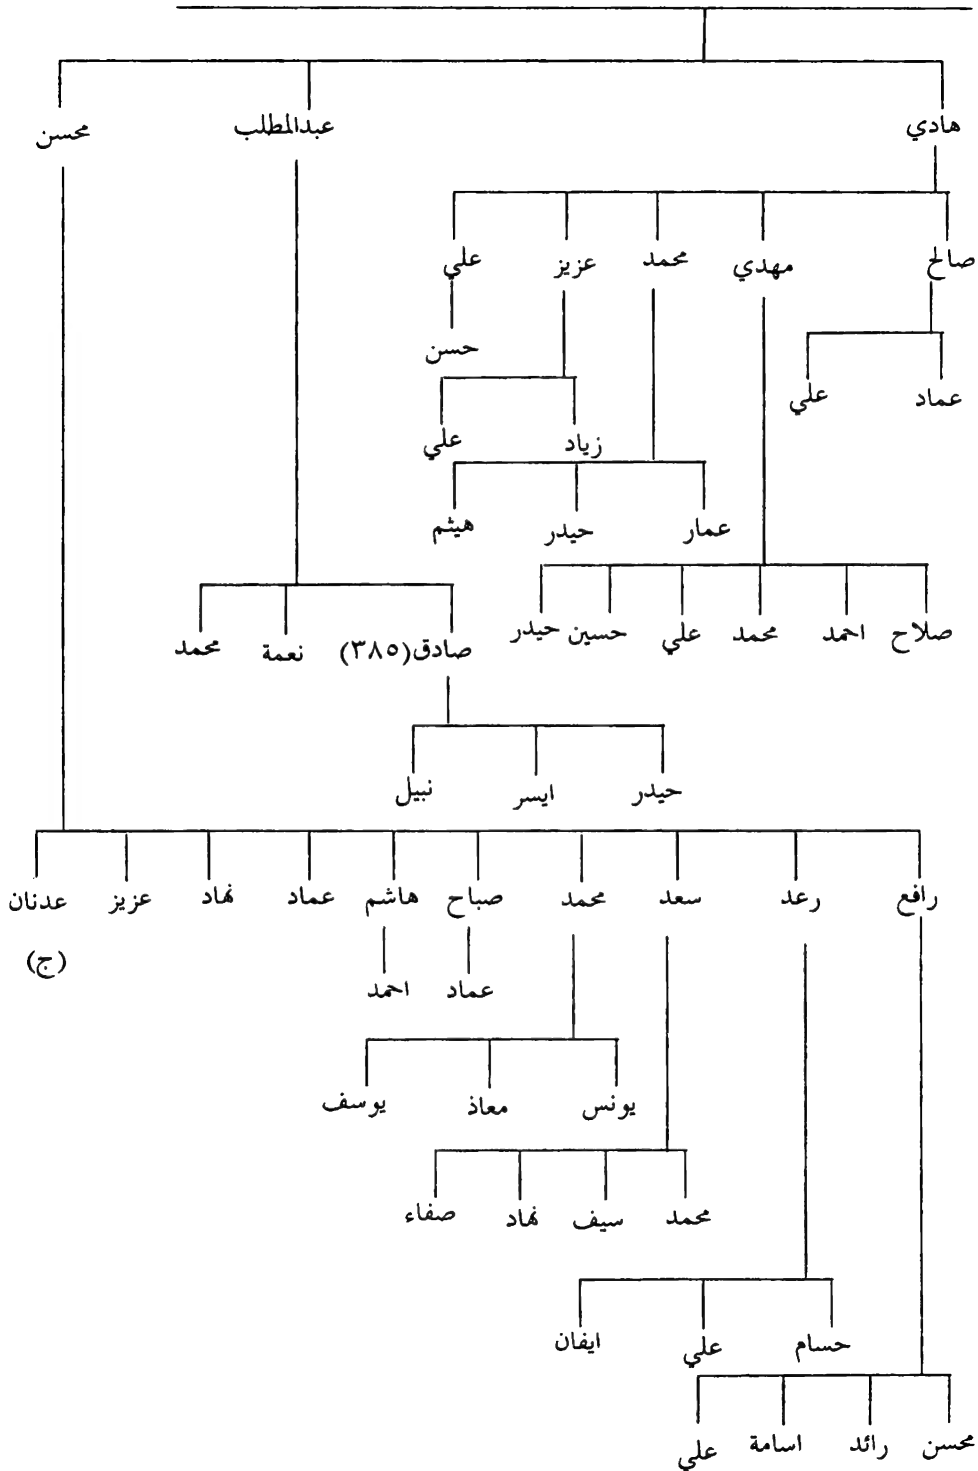 هادي عبدالمطلب محسن
صالح مهدي محمد عزيز علي
حسن
عماد علي
زياد علي
عمار حيدر هيثم
صلاح احمد محمد علي حسين حيدر
صادق(٣٨٥) نعمة محمد
حيدر ايسر نبيل
رافع رعد سعد محمد صباح هاشم عماد نهاد عزيز عدنان
(ج)
عماد احمد
يونس معاذ يوسف
محمد سيف نهاد صفاء
حسام علي ايفان
محسن رائد اسامة علي